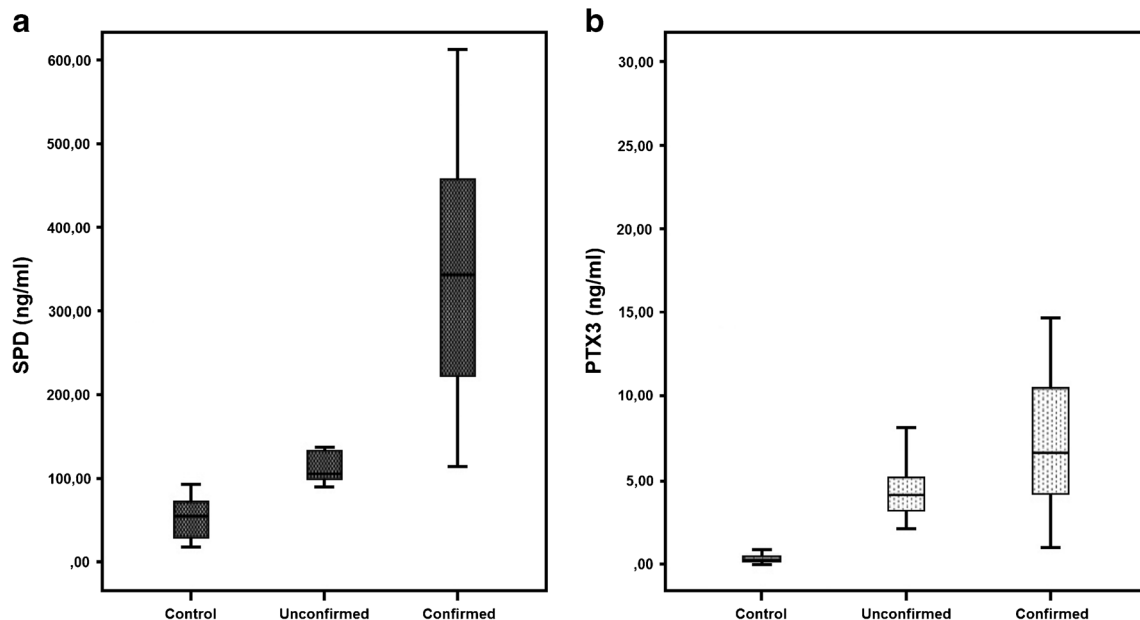 a
SPD (ng/ml)
600,00
500,00
400,00
300,00
200,00
100,00
,00
Control Unconfirmed Confirmed
b
PTX3 (ng/ml)
30,00
25,00
20,00
15,00
10,00
5,00
,00
Control Unconfirmed Confirmed